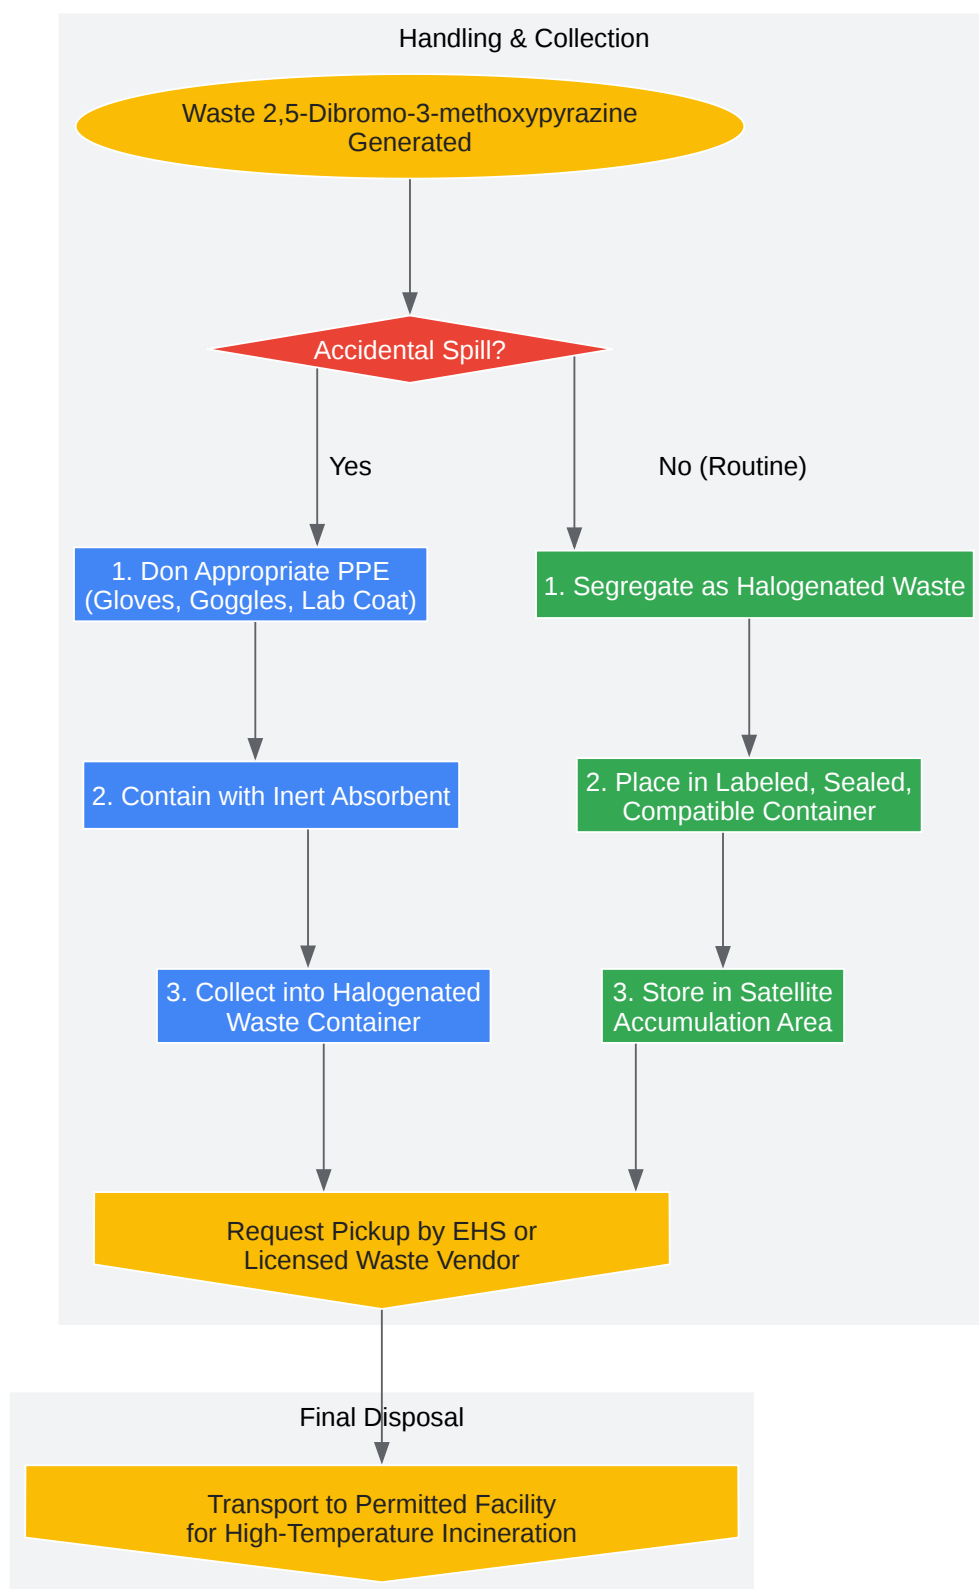 Handling & Collection
Waste 2,5-Dibromo-3-methoxypyrazine
Generated
Accidental Spill?
Yes
No (Routine)
1. Don Appropriate PPE
(Gloves, Goggles, Lab Coat)
1. Segregate as Halogenated Waste
2. Contain with Inert Absorbent
2. Place in Labeled, Sealed,
Compatible Container
3. Collect into Halogenated
Waste Container
3. Store in Satellite
Accumulation Area
Request Pickup by EHS or
Licensed Waste Vendor
Final Disposal
Transport to Permitted Facility
for High-Temperature Incineration